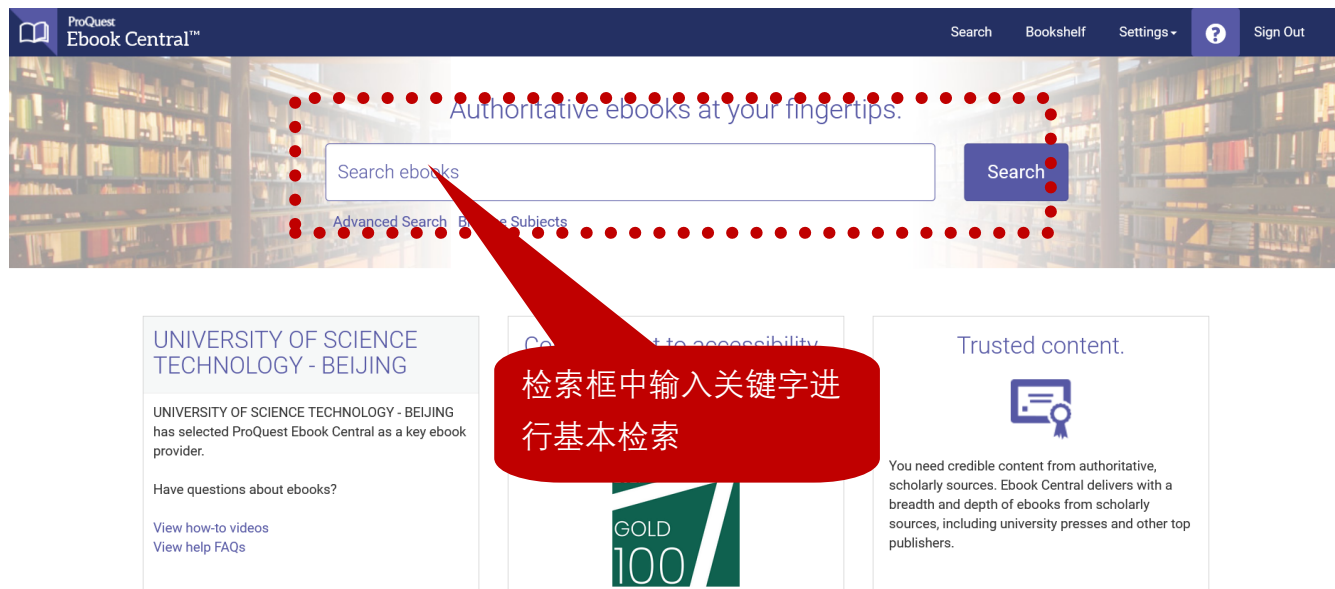 ProQuest
Ebook Central™
Search Bookshelf Settings ? Sign Out
Authoritative ebooks at your fingertips.
Search ebooks
Search
Advanced Search Subjects
UNIVERSITY OF SCIENCE
TECHNOLOGY - BEIJING
UNIVERSITY OF SCIENCE TECHNOLOGY - BEIJING
has selected ProQuest Ebook Central as a key ebook
provider.
Have questions about ebooks?
View how-to videos
View help FAQs
to accessibility
检索框中输入关键字进
行基本检索
GOLD
100
Trusted content.
You need credible content from authoritative,
scholarly sources. Ebook Central delivers with a
breadth and depth of ebooks from scholarly
sources, including university presses and other top
publishers.